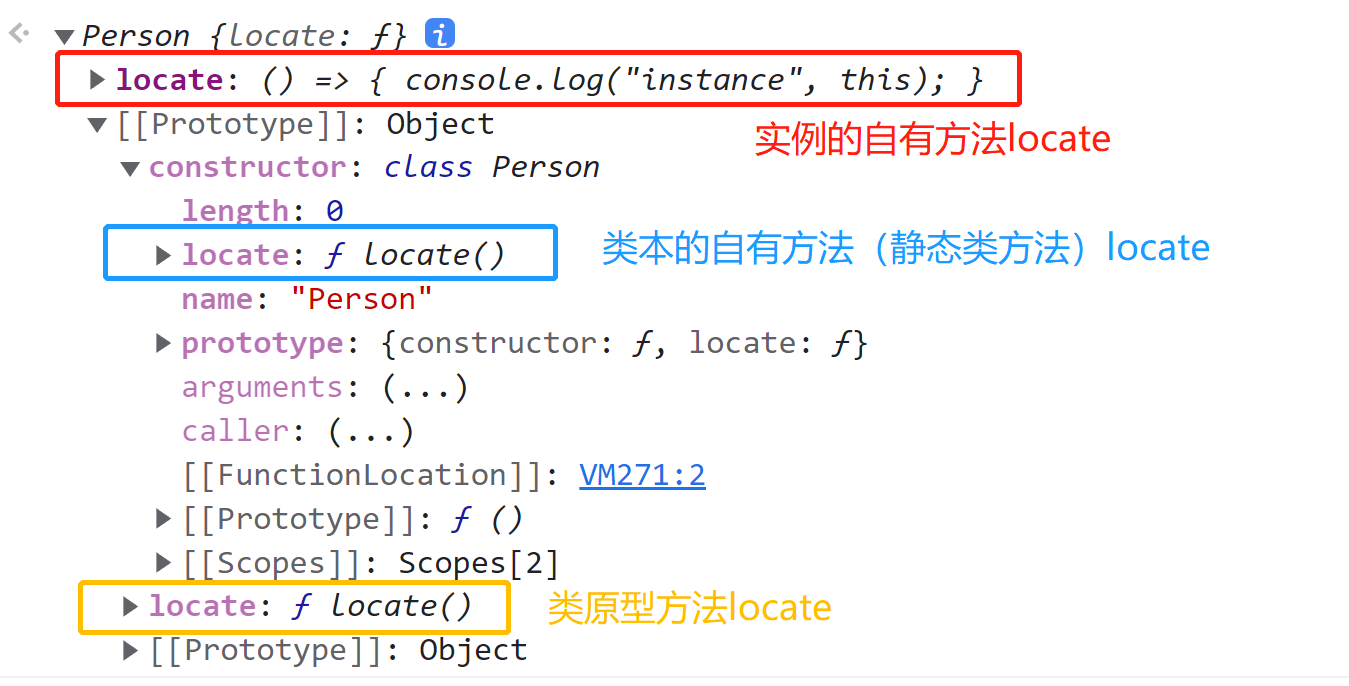 Person {locate: ƒ} i
locate: () => { console.log("instance", this); }
[[Prototype]]: Object
实例的自有方法locate
constructor: class Person
length: 0
locate: ƒ locate()
类本的自有方法（静态类方法）locate
name: "Person"
prototype: {constructor: ƒ, locate: ƒ}
arguments: (...)
caller: (...)
[[FunctionLocation]]: VM271:2
[[Prototype]]: ƒ ()
[[Scopes]]: Scopes[2]
locate: ƒ locate()
类原型方法locate
[[Prototype]]: Object